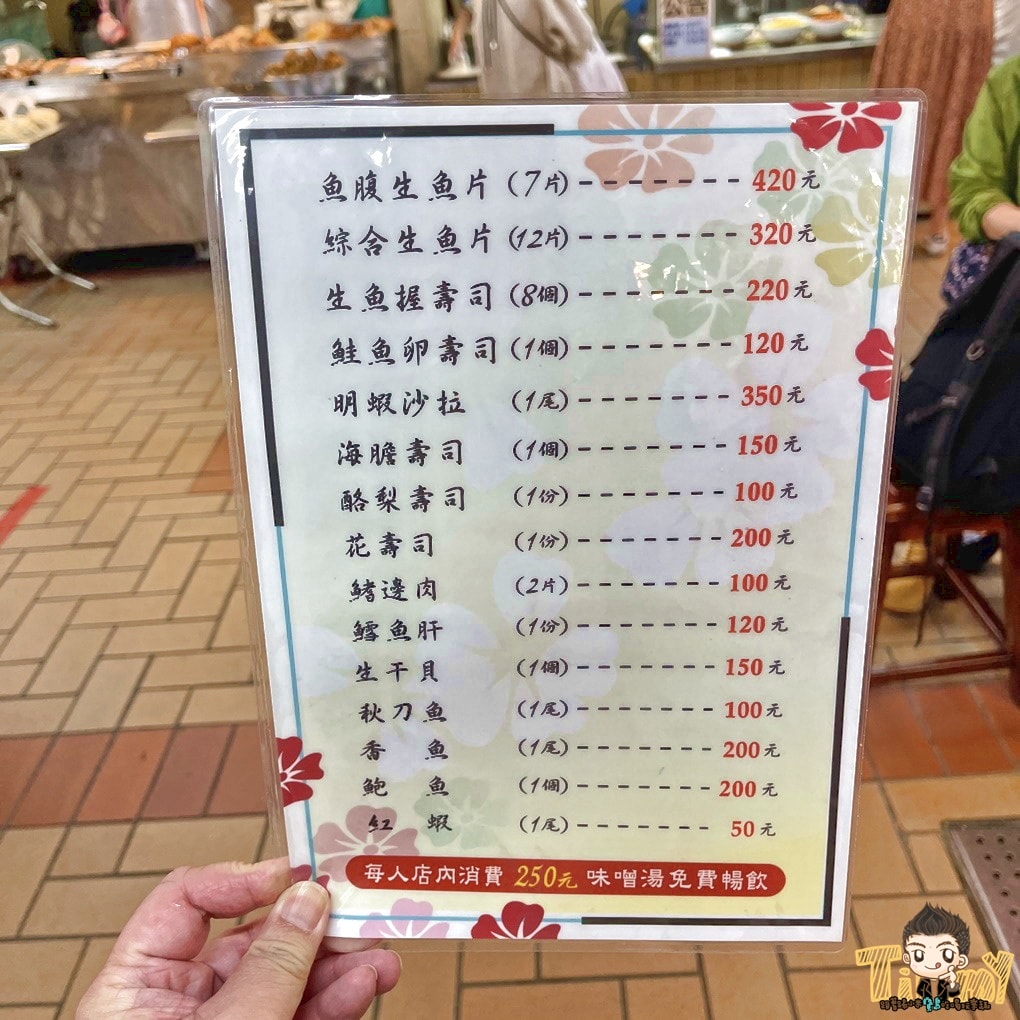 公告
魚腹生魚片(7片)-------420元
綜合生魚片(12片)-------320元
生魚握壽司(8個)-------220元
鮭魚卵壽司(1個)-------120元
明蝦沙拉(1尾)-------350元
海膽壽司(1個)-------150元
酪梨壽司(1份)-------100元
花壽司(1份)-------200元
鰭邊肉(2片)-------100元
鱈魚肝(1份)-------120元
生干貝(1個)-------150元
秋刀魚(1尾)-------100元
香魚(1尾)-------200元
鮑魚(1個)-------200元
紅蝦(1尾)-------50元
每人店內消費 250元 味噌湯免費暢飲